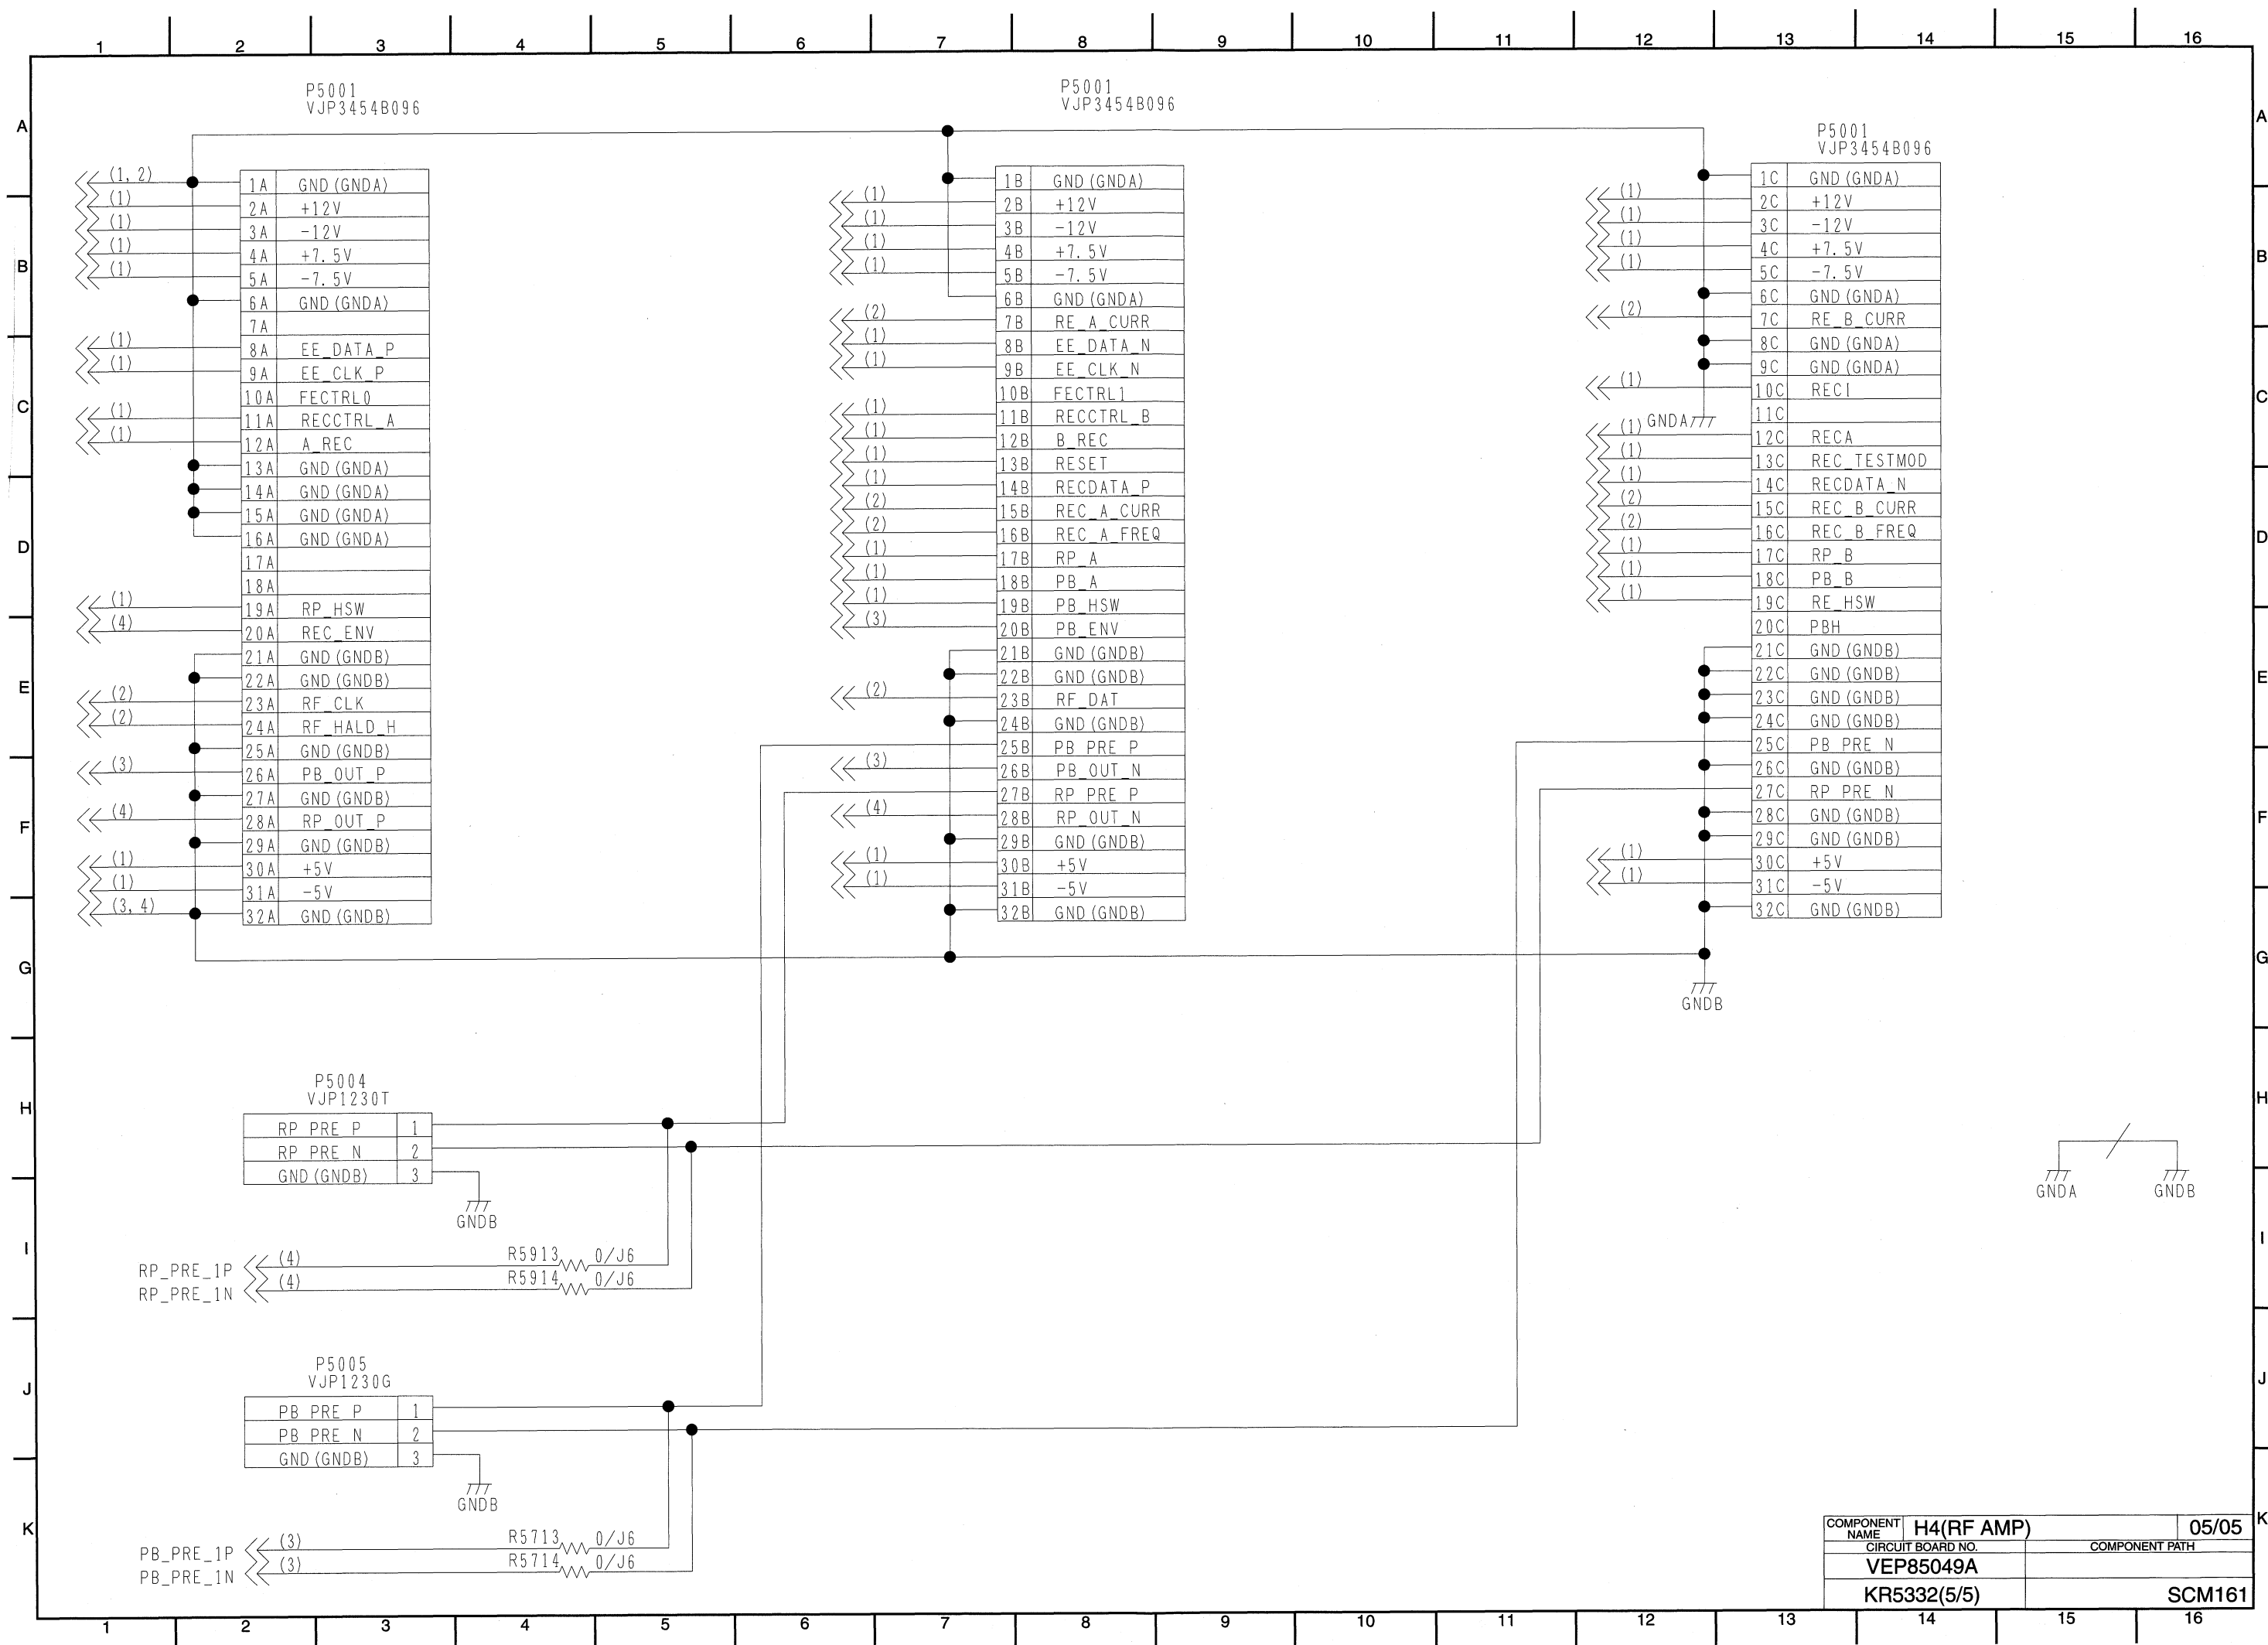 1 2 3 4 5 6 7 8 9 10 11 12 13 14 15 16
A A
B B
C C
D D
E E
F F
G G
H H
I I
J J
K K
P5001
VJP3454B096
(1, 2) 1A GND (GNDA)
(1) 2A +12V
(1) 3A -12V
(1) 4A +7.5V
(1) 5A -7.5V
6A GND (GNDA)
7A
(1) 8A EE_DATA_P
(1) 9A EE_CLK_P
10A FECTRL0
(1) 11A RECCTRL_A
(1) 12A A_REC
13A GND (GNDA)
14A GND (GNDA)
15A GND (GNDA)
16A GND (GNDA)
17A
18A
(1) 19A RP_HSW
(4) 20A REC_ENV
21A GND (GNDB)
22A GND (GNDB)
(2) 23A RF_CLK
(2) 24A RF_HALD_H
25A GND (GNDB)
(3) 26A PB_OUT_P
27A GND (GNDB)
(4) 28A RP_OUT_P
29A GND (GNDB)
(1) 30A +5V
(1) 31A -5V
(3, 4) 32A GND (GNDB)
P5001
VJP3454B096
1B GND (GNDA)
(1) 2B +12V
(1) 3B -12V
(1) 4B +7.5V
(1) 5B -7.5V
6B GND (GNDA)
(2) 7B RE_A_CURR
(1) 8B EE_DATA_N
(1) 9B EE_CLK_N
10B FECTRL1
(1) 11B RECCTRL_B
(1) 12B B_REC
(1) 13B RESET
(1) 14B RECDATA_P
(2) 15B REC_A_CURR
(2) 16B REC_A_FREQ
(1) 17B RP_A
(1) 18B PB_A
(1) 19B PB_HSW
(3) 20B PB_ENV
21B GND (GNDB)
22B GND (GNDB)
(2) 23B RF_DAT
24B GND (GNDB)
25B PB PRE P
(3) 26B PB_OUT_N
27B RP PRE P
(4) 28B RP_OUT_N
29B GND (GNDB)
(1) 30B +5V
(1) 31B -5V
32B GND (GNDB)
P5001
VJP3454B096
1C GND (GNDA)
(1) 2C +12V
(1) 3C -12V
(1) 4C +7.5V
(1) 5C -7.5V
6C GND (GNDA)
(2) 7C RE_B_CURR
8C GND (GNDA)
9C GND (GNDA)
(1) 10C RECI
11C
GNDA
(1) 12C RECA
(1) 13C REC_TESTMOD
(1) 14C RECDATA_N
(2) 15C REC_B_CURR
(2) 16C REC_B_FREQ
(1) 17C RP_B
(1) 18C PB_B
(1) 19C RE_HSW
20C PBH
21C GND (GNDB)
22C GND (GNDB)
23C GND (GNDB)
24C GND (GNDB)
25C PB PRE N
26C GND (GNDB)
27C RP PRE N
28C GND (GNDB)
29C GND (GNDB)
(1) 30C +5V
(1) 31C -5V
32C GND (GNDB)
GNDB
P5004
VJP1230T
RP PRE P 1
RP PRE N 2
GND (GNDB) 3
GNDB
RP_PRE_1P (4) R5913 0/J6
RP_PRE_1N (4) R5914 0/J6
GNDA GNDB
P5005
VJP1230G
PB PRE P 1
PB PRE N 2
GND (GNDB) 3
GNDB
PB_PRE_1P (3) R5713 0/J6
PB_PRE_1N (3) R5714 0/J6
COMPONENT NAME H4(RF AMP) 05/05
CIRCUIT BOARD NO. COMPONENT PATH
VEP85049A
KR5332(5/5) SCM161
1 2 3 4 5 6 7 8 9 10 11 12 13 14 15 16